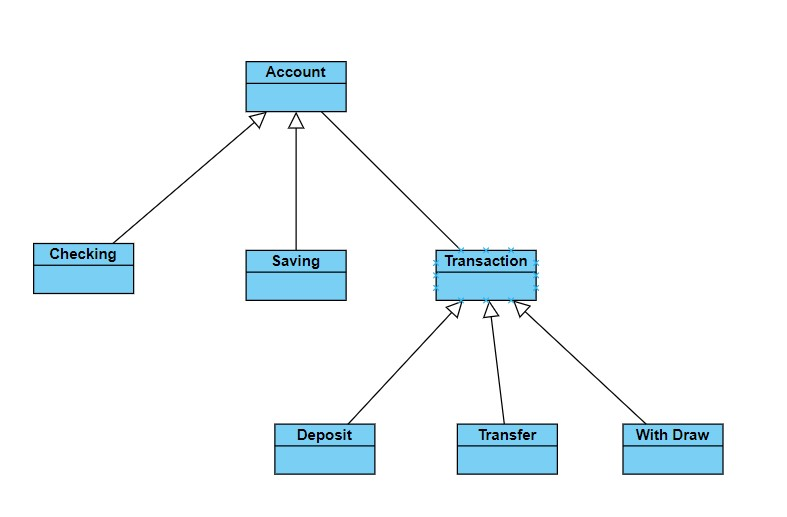 Account
Checking
Saving
Transaction
Deposit
Transfer
With Draw